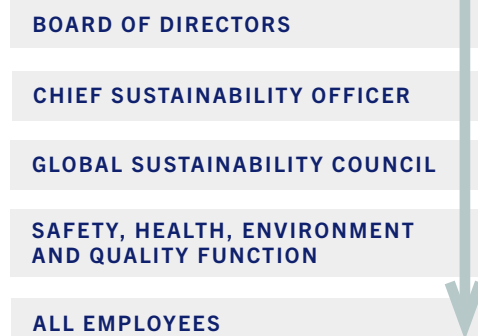 BOARD OF DIRECTORS
CHIEF SUSTAINABILITY OFFICER
GLOBAL SUSTAINABILITY COUNCIL
SAFETY, HEALTH, ENVIRONMENT
AND QUALITY FUNCTION
ALL EMPLOYEES